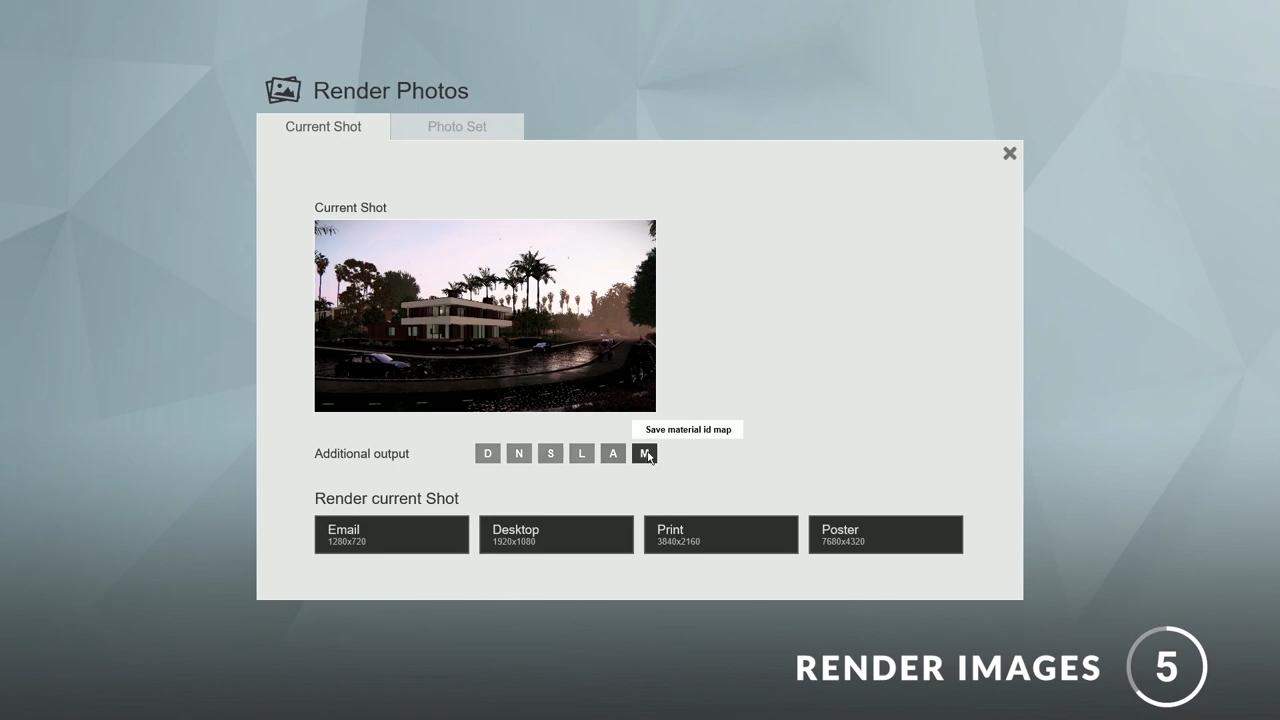 Render Photos
Current Shot
Photo Set
Current Shot
Save material id map
Additional output
D N S L A M
Render current Shot
Email
1280x720
Desktop
1920x1080
Print
3840x2160
Poster
7680x4320
RENDER IMAGES 5